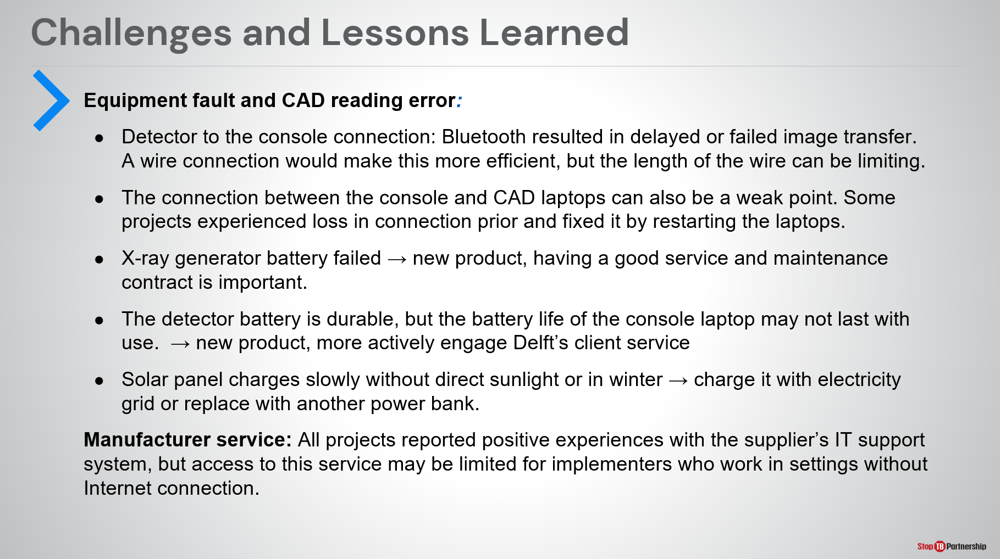 Challenges and Lessons Learned
Equipment fault and CAD reading error:
● Detector to the console connection: Bluetooth resulted in delayed or failed image transfer.
A wire connection would make this more efficient, but the length of the wire can be limiting.
● The connection between the console and CAD laptops can also be a weak point. Some
projects experienced loss in connection prior and fixed it by restarting the laptops.
● X-ray generator battery failed → new product, having a good service and maintenance
contract is important.
● The detector battery is durable, but the battery life of the console laptop may not last with
use.  → new product, more actively engage Delft’s client service
● Solar panel charges slowly without direct sunlight or in winter → charge it with electricity
grid or replace with another power bank.
Manufacturer service: All projects reported positive experiences with the supplier’s IT support
system, but access to this service may be limited for implementers who work in settings without
Internet connection.
Stop TB Partnership